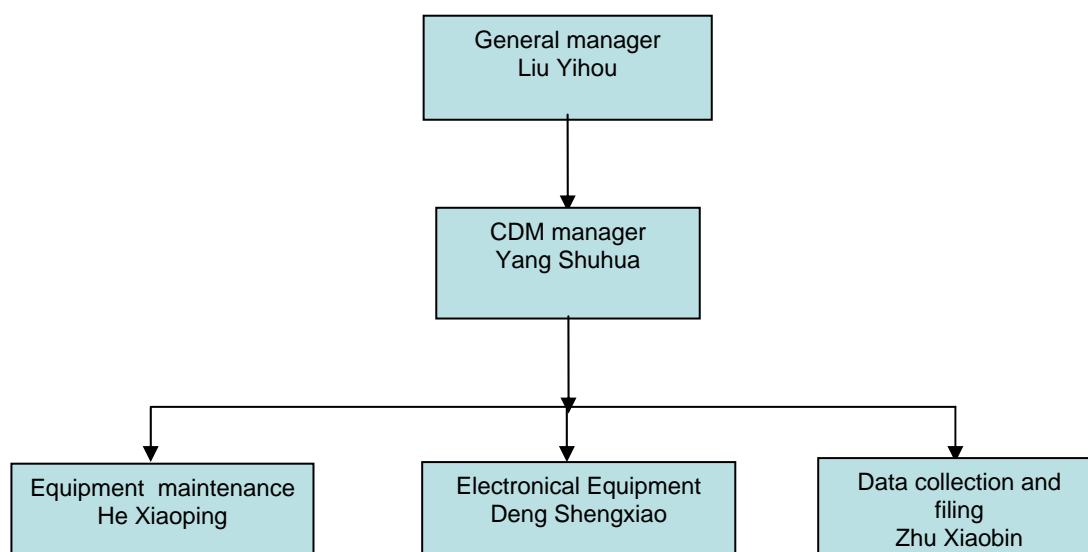 General manager
Liu Yihou
CDM manager
Yang Shuhua
Equipment maintenance
He Xiaoping
Electronical Equipment
Deng Shengxiao
Data collection and
filing
Zhu Xiaobin